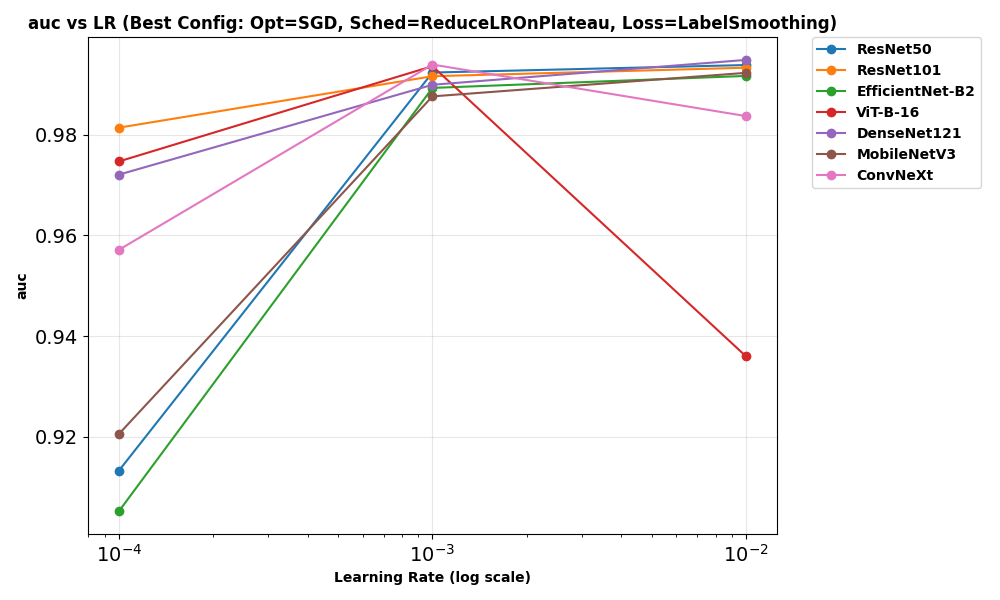 auc vs LR (Best Config: Opt=SGD, Sched=ReduceLROnPlateau, Loss=LabelSmoothing)
ResNet50
ResNet101
EfficientNet-B2
ViT-B-16
DenseNet121
MobileNetV3
ConvNeXt
0.98
0.96
0.94
0.92
auc
10⁻⁴
10⁻³
10⁻²
Learning Rate (log scale)